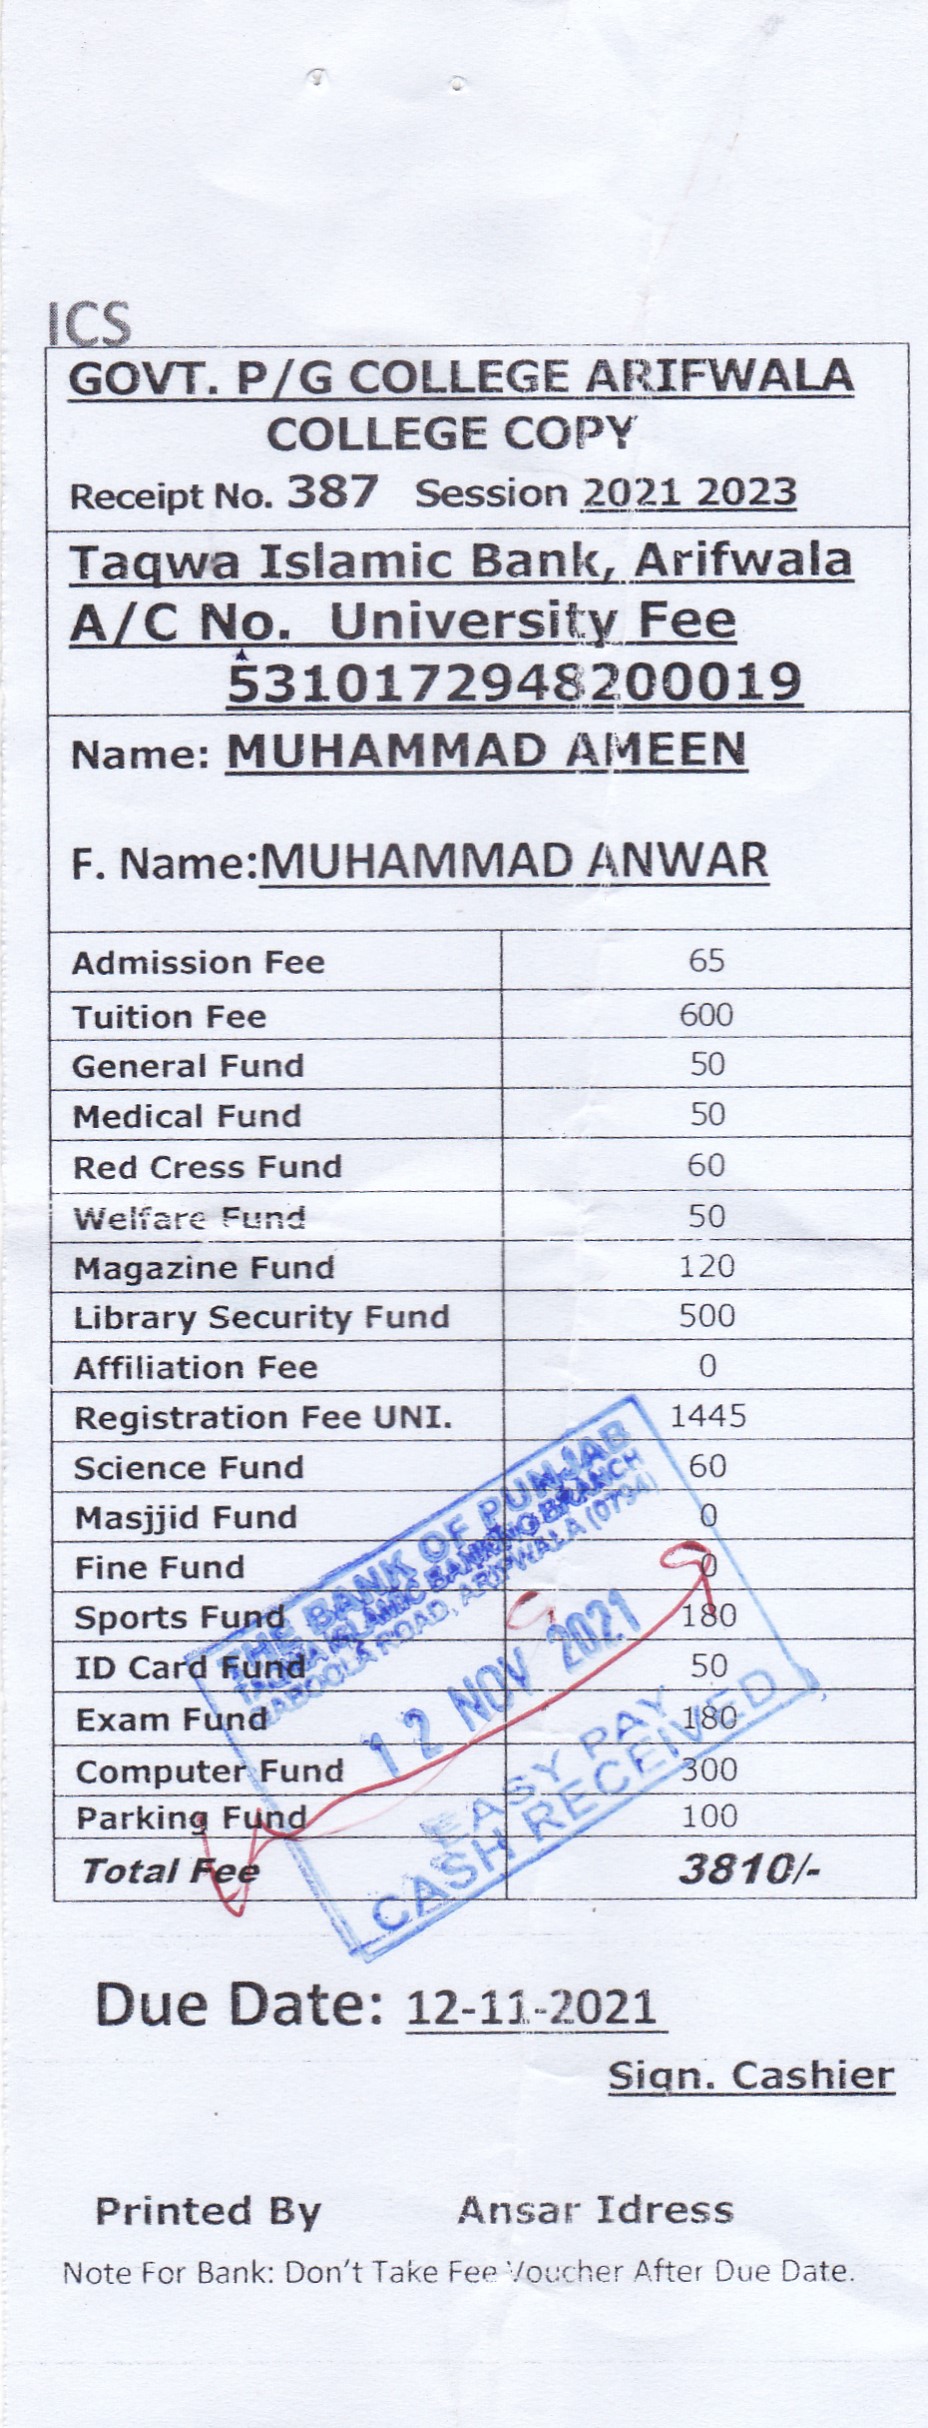 ICS
GOVT. P/G COLLEGE ARIFWALA
COLLEGE COPY
Receipt No. 387 Session 2021 2023
Taqwa Islamic Bank, Arifwala
A/C No. University Fee
5310172948200019
Name: MUHAMMAD AMEEN
F. Name:MUHAMMAD ANWAR
Admission Fee 65
Tuition Fee 600
General Fund 50
Medical Fund 50
Red Cress Fund 60
Welfare Fund 50
Magazine Fund 120
Library Security Fund 500
Affiliation Fee 0
Registration Fee UNI. 1445
Science Fund 60
Masjjid Fund 0
Fine Fund 0
Sports Fund 180
ID Card Fund 50
Exam Fund 180
Computer Fund 300
Parking Fund 100
Total Fee 3810/-
THE BANK OF PUNJAB
TAQWA ISLAMIC BANKING BRANCH
ROAD, ARIFWALA (0794)
12 NOV 2021
EASY PAY
CASH RECEIVED
Due Date: 12-11-2021
Sign. Cashier
Printed By Ansar Idress
Note For Bank: Don't Take Fee Voucher After Due Date.